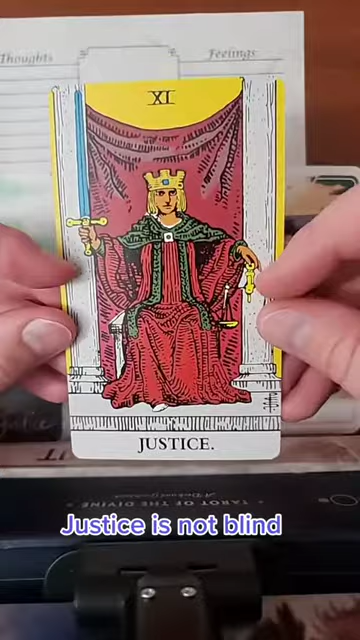 Thoughts
Feelings
XI
JUSTICE.
TAROT OF THE DIVINE
Justice is not blind